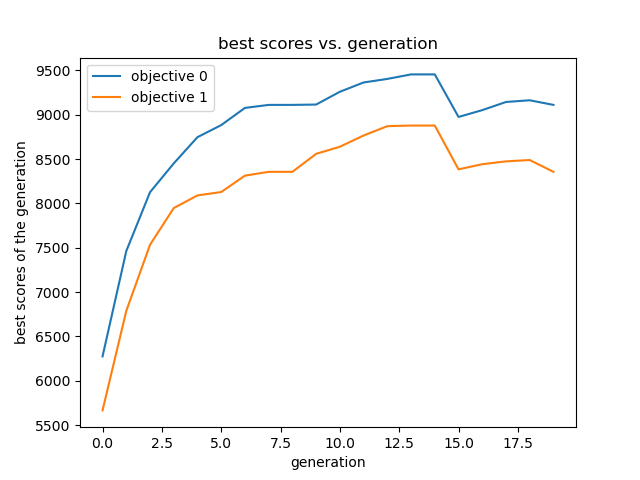 best scores vs. generation
objective 0
objective 1
best scores of the generation
9500
9000
8500
8000
7500
7000
6500
6000
5500
0.0 2.5 5.0 7.5 10.0 12.5 15.0 17.5
generation